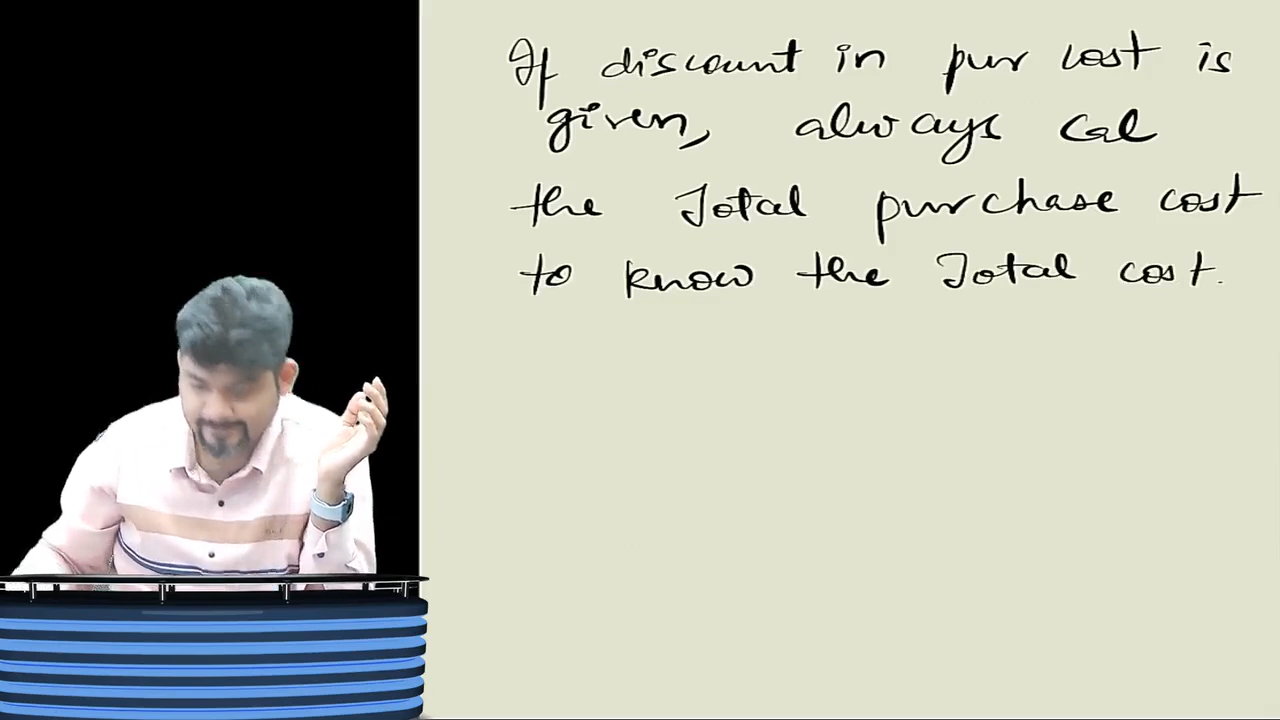 If discount in pur cost is
given, always cal
the Total purchase cost
to know the Total cost.